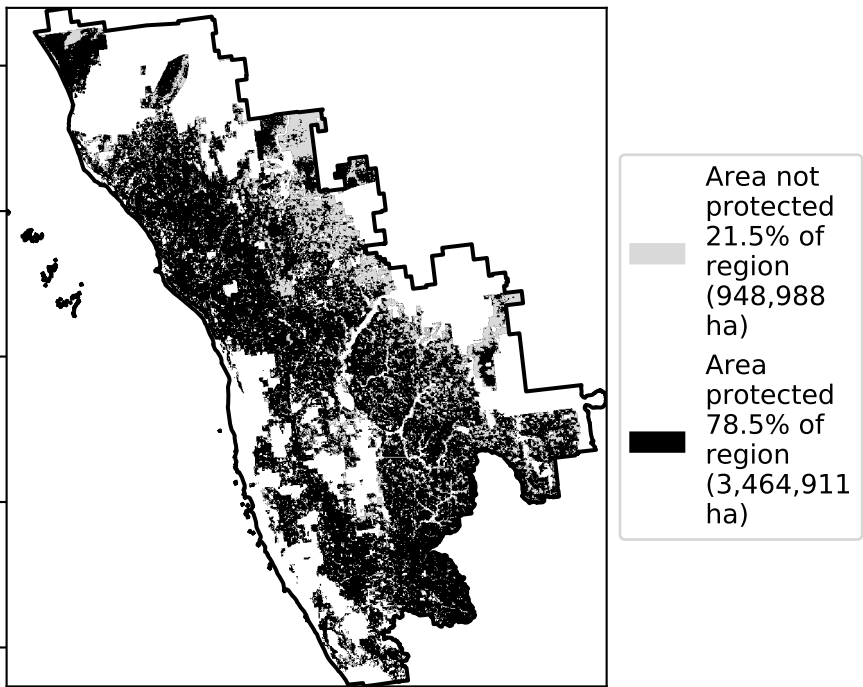 Area not
protected
21.5% of
region
(948,988
ha)
Area
protected
78.5% of
region
(3,464,911
ha)